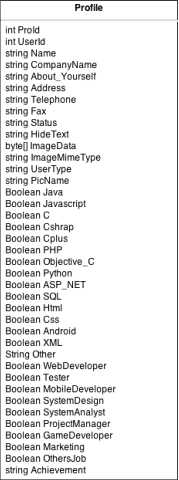 Profile
int ProId
int UserId
string Name
string CompanyName
string About_Yourself
string Address
string Telephone
string Fax
string Status
string HideText
byte[] ImageData
string ImageMimeType
string UserType
string PicName
Boolean Java
Boolean Javascript
Boolean C
Boolean Cshrap
Boolean Cplus
Boolean PHP
Boolean Objective_C
Boolean Python
Boolean ASP_NET
Boolean SQL
Boolean Html
Boolean Css
Boolean Android
Boolean XML
String Other
Boolean WebDeveloper
Boolean Tester
Boolean MobileDeveloper
Boolean SystemDesign
Boolean SystemAnalyst
Boolean ProjectManager
Boolean GameDeveloper
Boolean Marketing
Boolean OthersJob
string Achievement